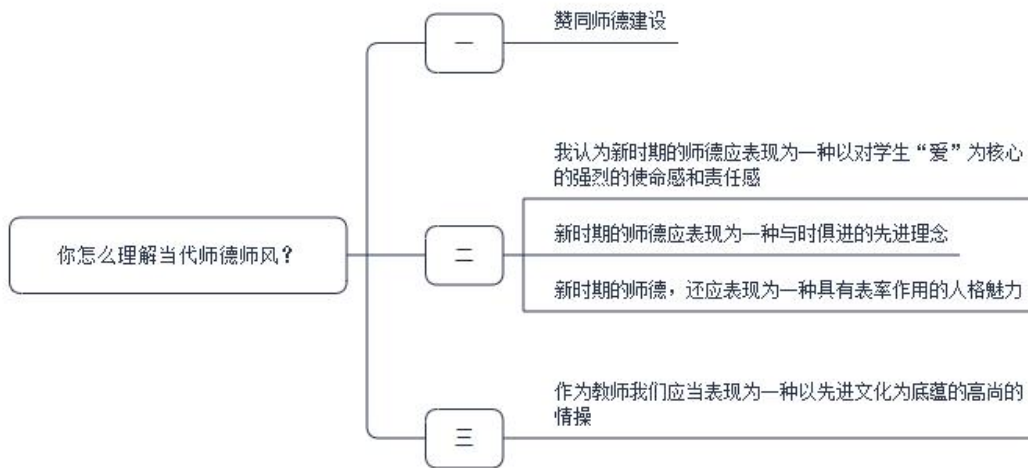 一
赞同师德建设
我认为新时期的师德应表现为一种以对学生“爱”为核心
的强烈的使命感和责任感
你怎么理解当代师德师风？
二
新时期的师德应表现为一种与时俱进的先进理念
新时期的师德，还应表现为一种具有表率作用的人格魅力
三
作为教师我们应当表现为一种以先进文化为底蕴的高尚的
情操